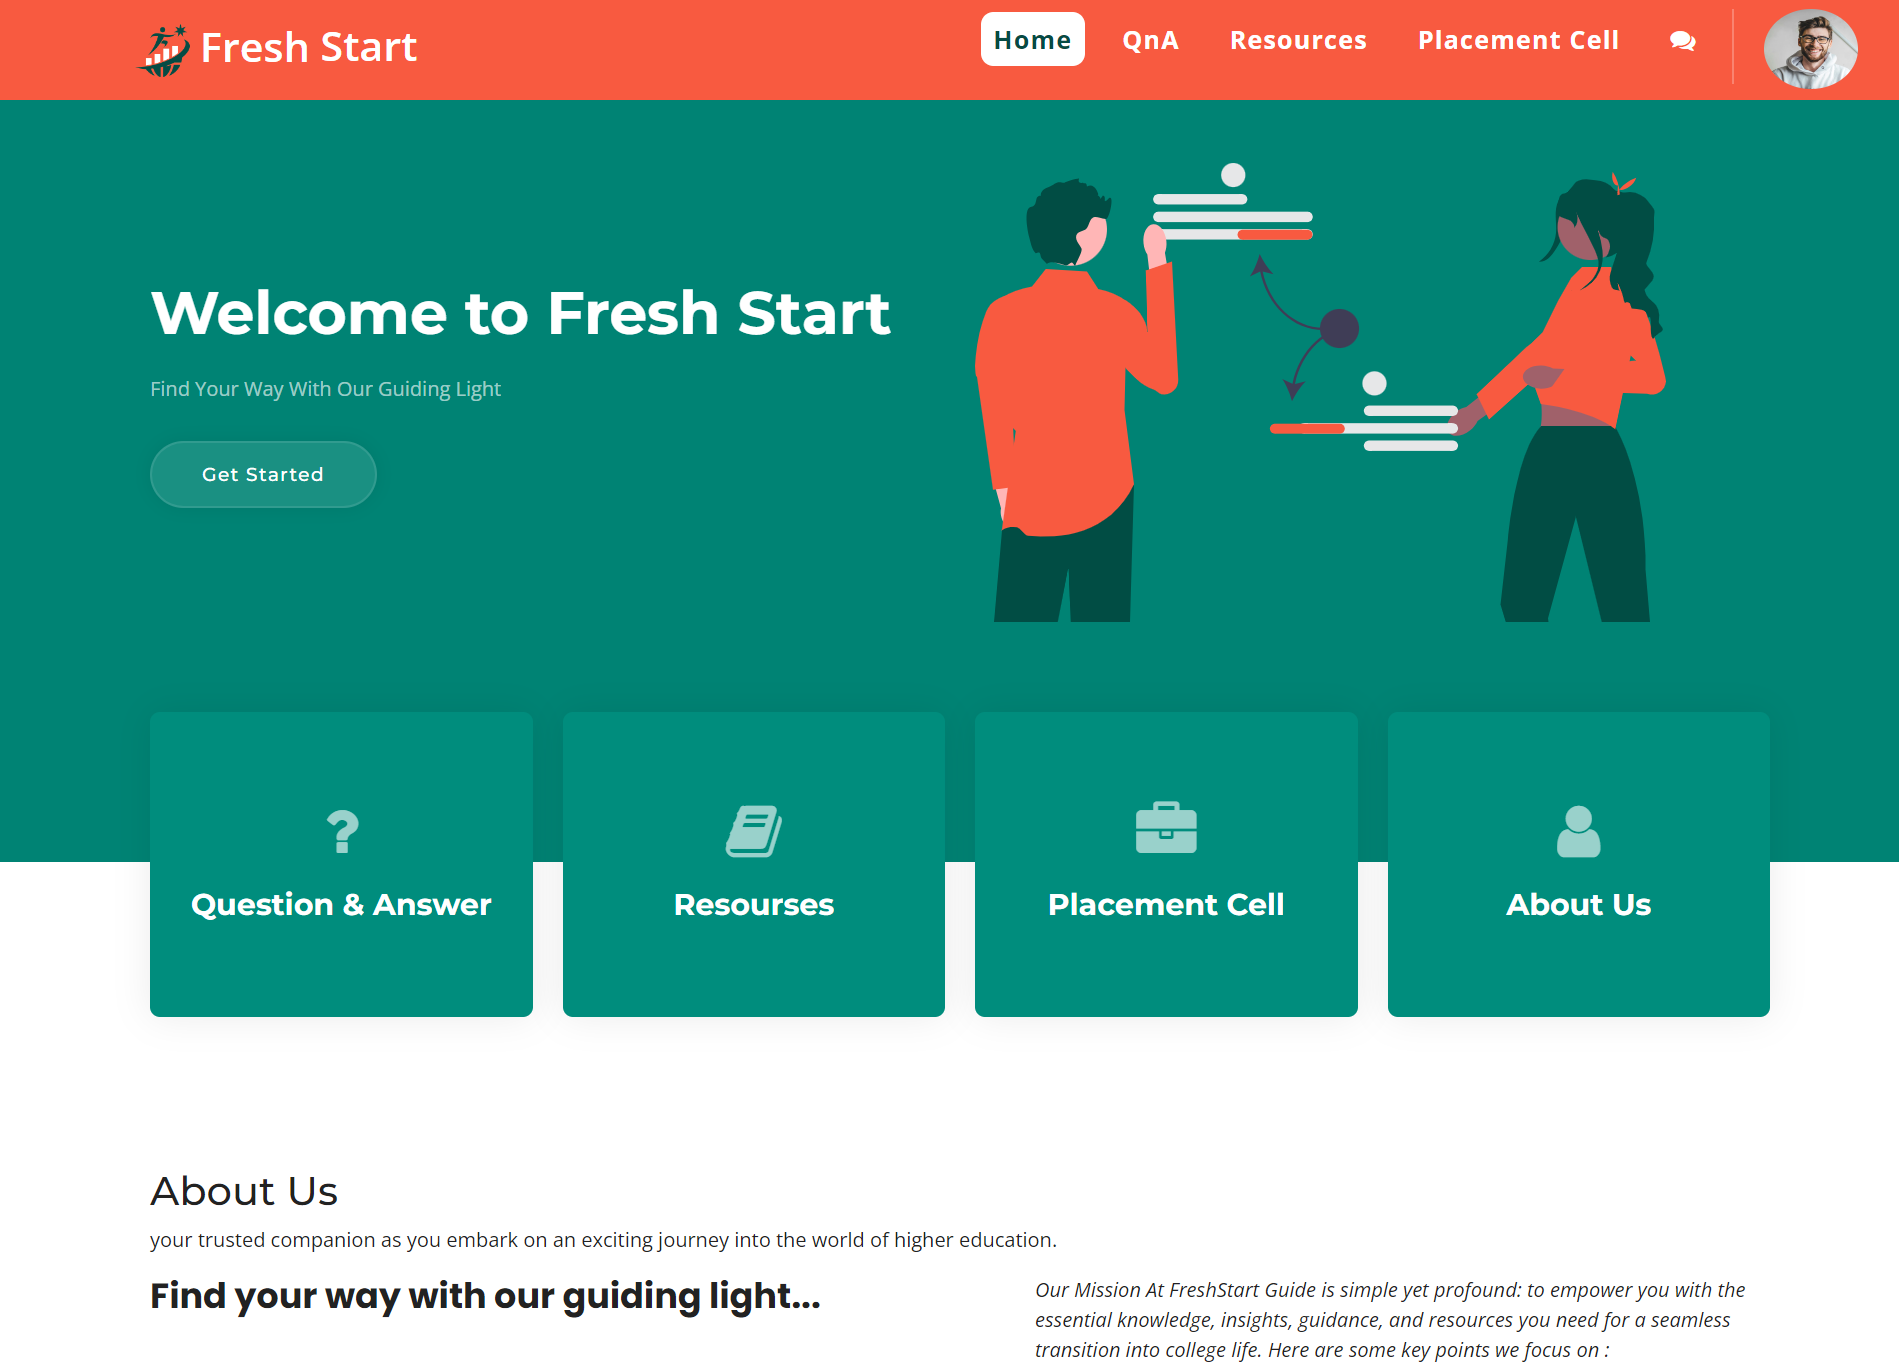 Fresh Start
Home
QnA
Resources
Placement Cell
Welcome to Fresh Start
Find Your Way With Our Guiding Light
Get Started
Question & Answer
Resourses
Placement Cell
About Us
About Us
your trusted companion as you embark on an exciting journey into the world of higher education.
Find your way with our guiding light...
Our Mission At FreshStart Guide is simple yet profound: to empower you with the
essential knowledge, insights, guidance, and resources you need for a seamless
transition into college life. Here are some key points we focus on :